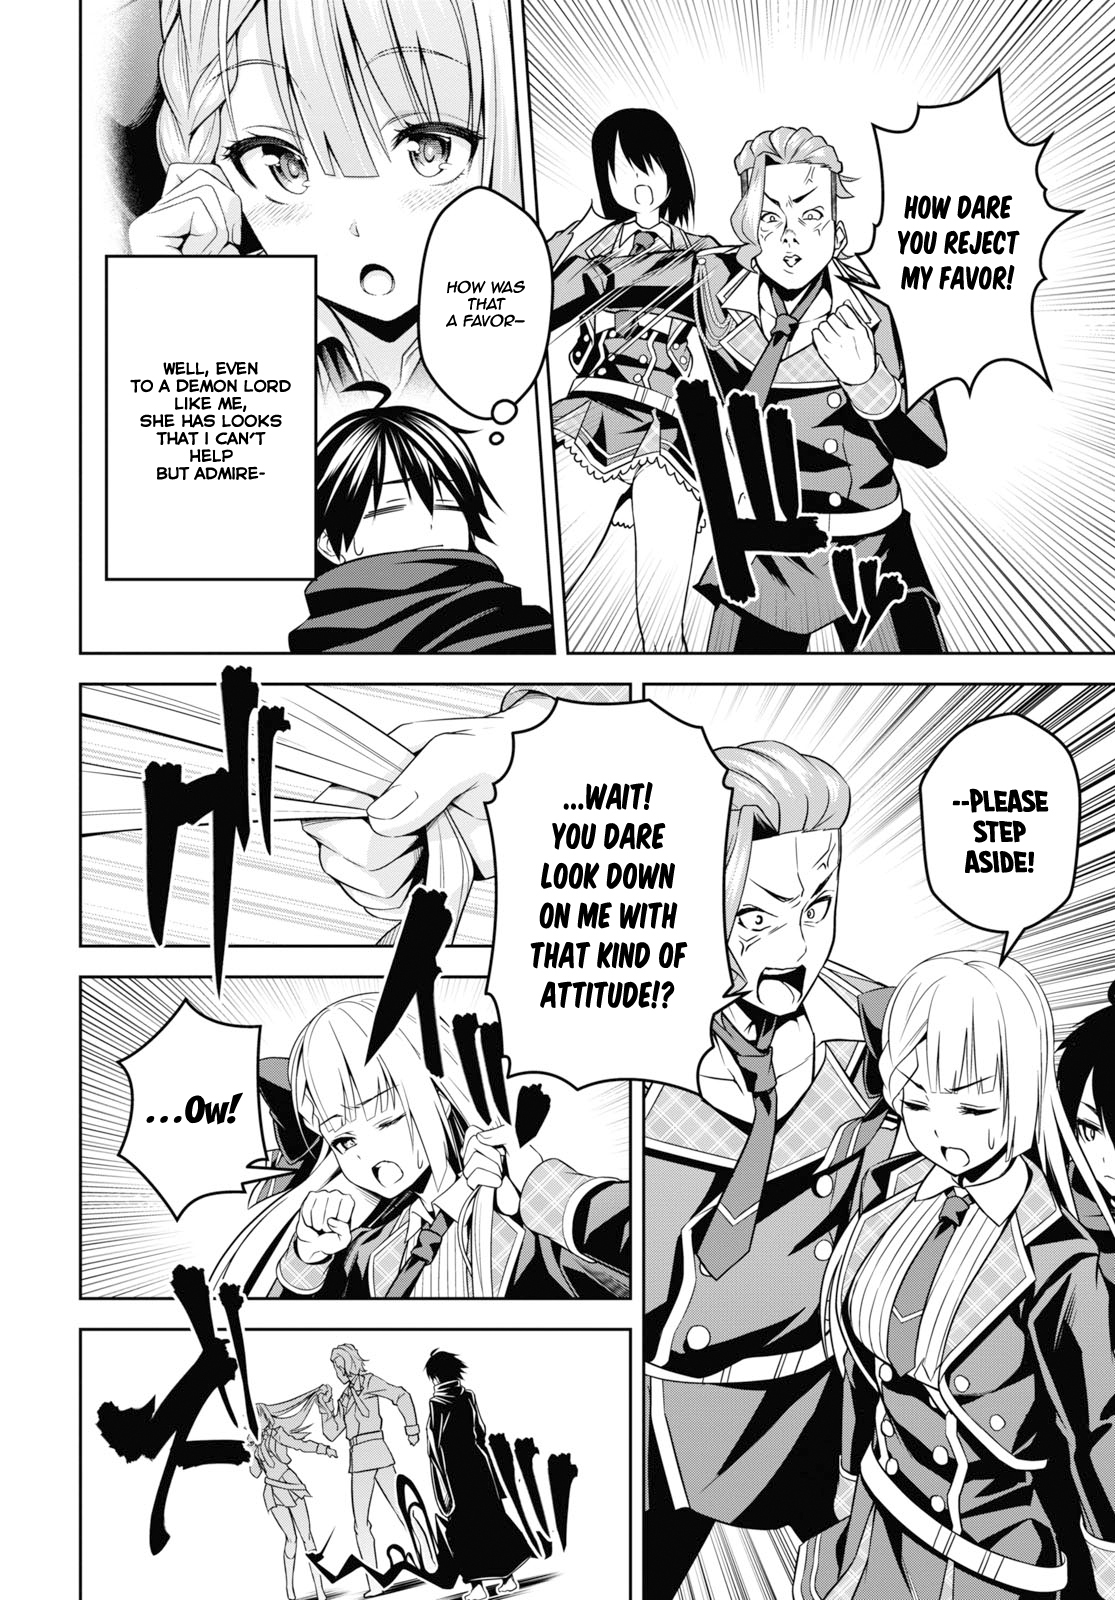 HOW DARE
YOU REJECT
MY FAVOR!
HOW WAS
THAT
A FAVOR–
WELL, EVEN
TO A DEMON LORD
LIKE ME,
SHE HAS LOOKS
THAT I CAN'T
HELP
BUT ADMIRE-
--PLEASE
STEP
ASIDE!
...WAIT!
YOU DARE
LOOK DOWN
ON ME WITH
THAT KIND OF
ATTITUDE!?
...OW!